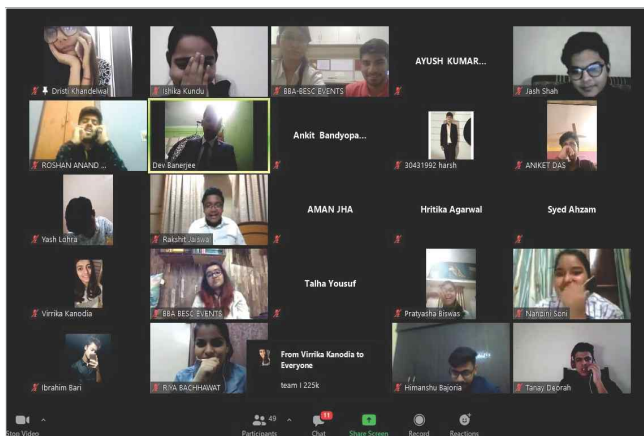 Dristi Khandelwal
Ishika Kundu
BBA-BESC EVENTS
AYUSH KUMAR...
Jash Shah
ROSHAN ANAND ...
Dev Banerjee
Ankit Bandyopa...
30431992 harsh
ANIKET DAS
Yash Lohra
Rakshit Jaiswa
AMAN JHA
Hritika Agarwal
Syed Ahzam
Virrika Kanodia
BBA BESC EVENTS
Talha Yousuf
Pratyasha Biswas
Nandini Soni
Ibrahim Bari
RIYA BACHHAWAT
From Virrika Kanodia to
Everyone
team I 225k
Himanshu Bajoria
Tanay Deorah
49
11
Stop Video
Participants
Chat
Share Screen
Record
Reactions